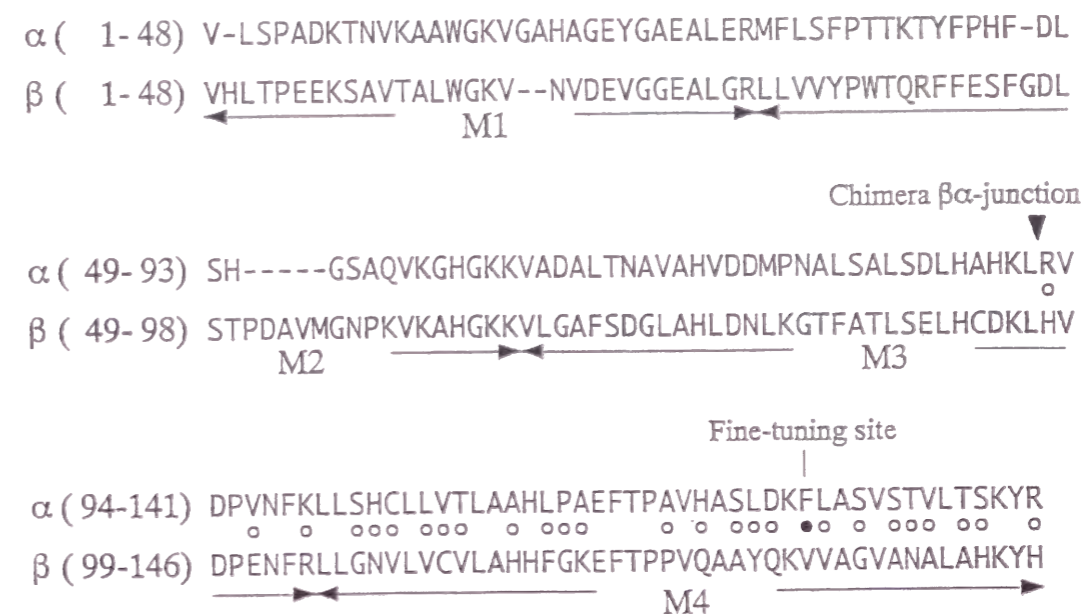 α ( 1-48) V-LSPADKTNVKAAWGKVGAHAGEYGAEALERMFLSFPTTKTYFPHF-DL
β ( 1-48) VHLTPEEKSAVTALWGKV--NVDEVGGEALGRLLVVYPWTQRFFESFGDL
M1
Chimera βα-junction
α ( 49-93) SH-----GSAQVKGHGKKVADALTNAVAHVDDMPNALSALSDLHAHKLRV
β ( 49-98) STPDAVMGNPKVKAHGKKVLGAFSDGLAHLDNLKGTFATLSELHCDKLHV
M2 M3
Fine-tuning site
α ( 94-141) DPVNFKLLSHCLLVTLAAHLPAEFTPAVHASLDKFLASVSTVLTSKYR
β ( 99-146) DPENFRLLGNVLVCVLAHHFGKEFTPPVQAAYQKVVAGVANALAHKYH
M4